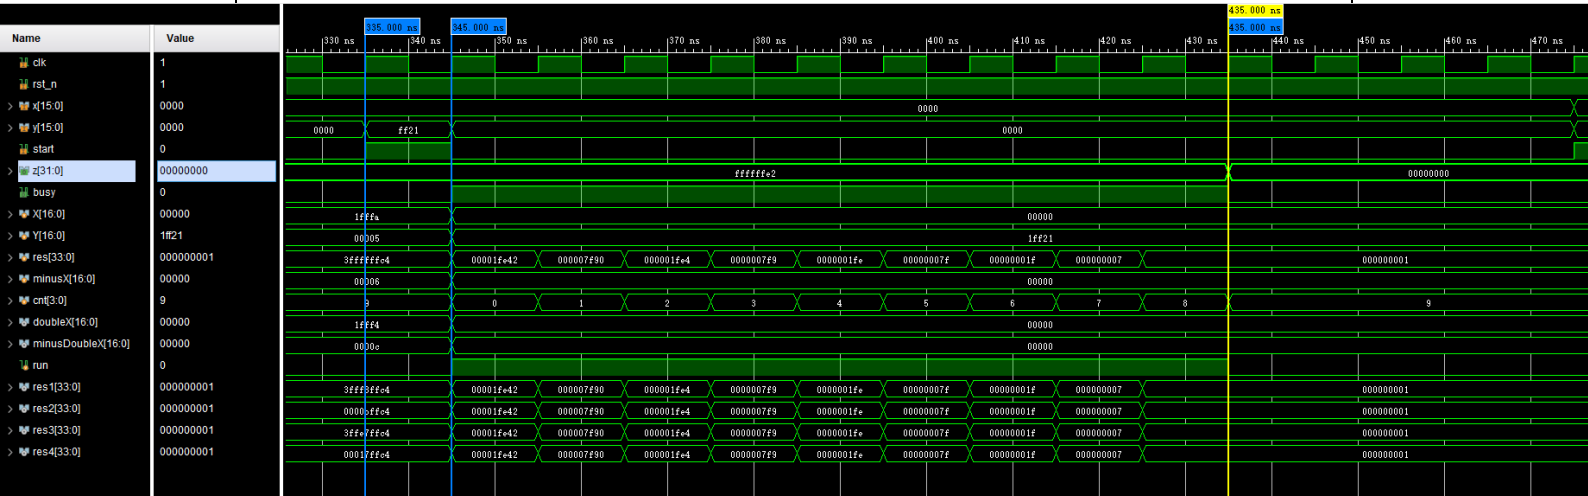 435.000 ns
335.000 ns 345.000 ns 435.000 ns
Name Value
330 ns 340 ns 350 ns 360 ns 370 ns 380 ns 390 ns 400 ns 410 ns 420 ns 430 ns 440 ns 450 ns 460 ns 470 ns
clk 1
rst_n 1
x[15:0] 0000 0000
y[15:0] 0000 0000 ff21 0000
start 0
z[31:0] 00000000 ffffffe2 00000000
busy 0
X[16:0] 00000 1fffa 00000
Y[16:0] 1ff21 00005 1ff21
res[33:0] 000000001 3ffffffc4 00001fe42 000007f90 000001fe4 0000007f9 0000001fe 00000007f 00000001f 000000007 000000001
minusX[16:0] 00000 00006 00000
cnt[3:0] 9 9 0 1 2 3 4 5 6 7 8 9
doubleX[16:0] 00000 1fff4 00000
minusDoubleX[16:0] 00000 0000c 00000
run 0
res1[33:0] 000000001 3fff3ffc4 00001fe42 000007f90 000001fe4 0000007f9 0000001fe 00000007f 00000001f 000000007 000000001
res2[33:0] 000000001 0000bffc4 00001fe42 000007f90 000001fe4 0000007f9 0000001fe 00000007f 00000001f 000000007 000000001
res3[33:0] 000000001 3ffe7ffc4 00001fe42 000007f90 000001fe4 0000007f9 0000001fe 00000007f 00000001f 000000007 000000001
res4[33:0] 000000001 00017ffc4 00001fe42 000007f90 000001fe4 0000007f9 0000001fe 00000007f 00000001f 000000007 000000001